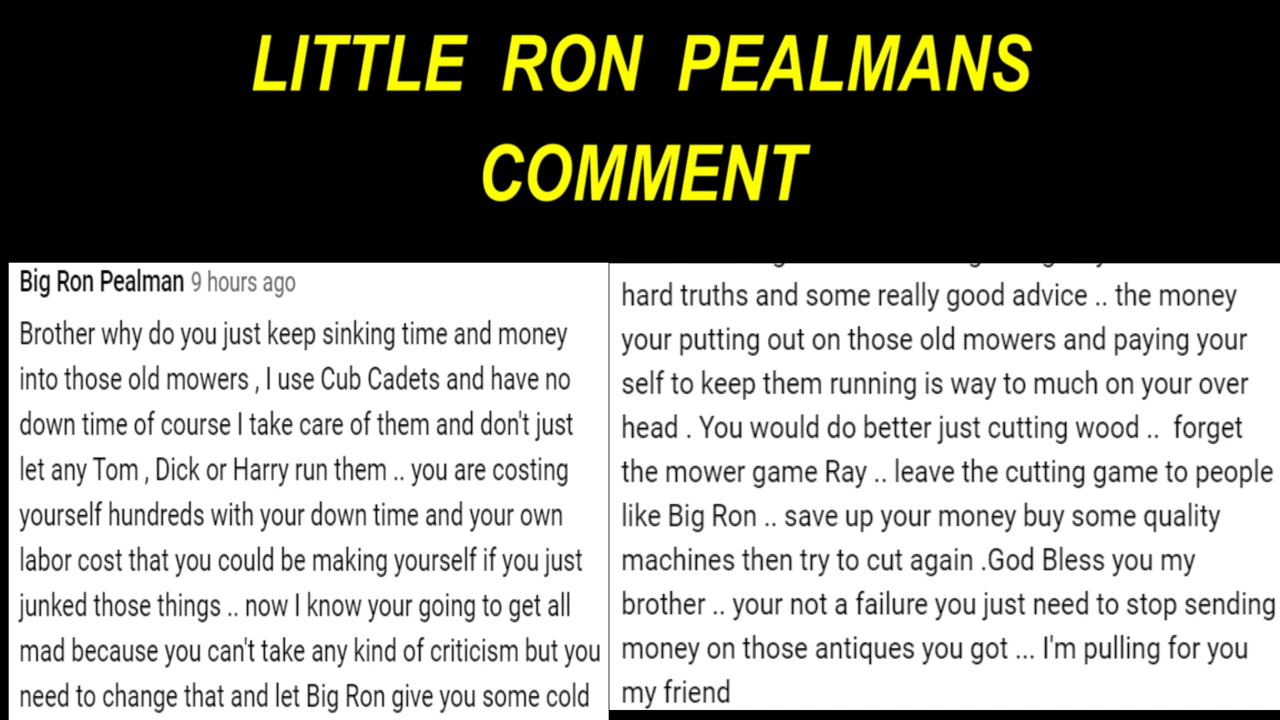 LITTLE RON PEALMANS
COMMENT
Big Ron Pealman 9 hours ago
Brother why do you just keep sinking time and money
into those old mowers , I use Cub Cadets and have no
down time of course I take care of them and don't just
let any Tom , Dick or Harry run them .. you are costing
yourself hundreds with your down time and your own
labor cost that you could be making yourself if you just
junked those things .. now I know your going to get all
mad because you can't take any kind of criticism but you
need to change that and let Big Ron give you some cold
hard truths and some really good advice .. the money
your putting out on those old mowers and paying your
self to keep them running is way to much on your over
head . You would do better just cutting wood .. forget
the mower game Ray .. leave the cutting game to people
like Big Ron .. save up your money buy some quality
machines then try to cut again .God Bless you my
brother .. your not a failure you just need to stop sending
money on those antiques you got ... I'm pulling for you
my friend